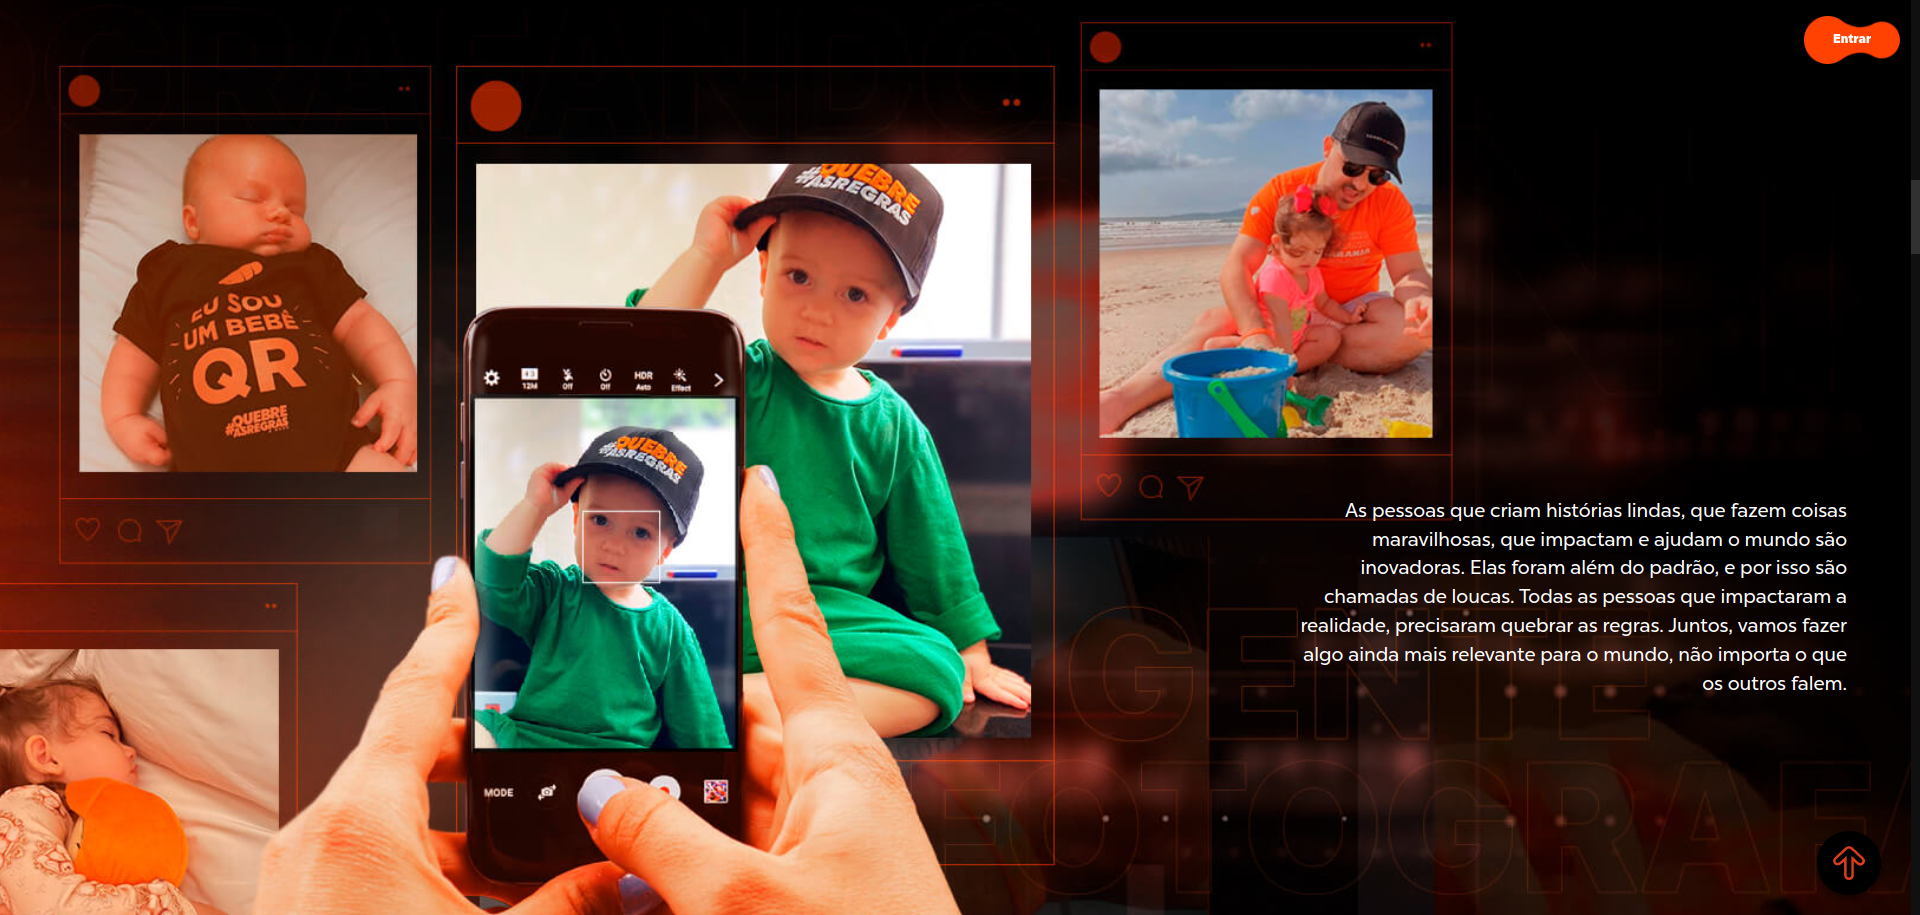 Entrar
EU SOU
UM BEBÊ
QR
#QUEBRE
#ASREGRAS
#QUEBRE
#ASREGRAS
12M
Off
Off
HDR
Auto
Effect
#QUEBRE
#ASREGRAS
MODE
As pessoas que criam histórias lindas, que fazem coisas
maravilhosas, que impactam e ajudam o mundo são
inovadoras. Elas foram além do padrão, e por isso são
chamadas de loucas. Todas as pessoas que impactaram a
realidade, precisaram quebrar as regras. Juntos, vamos fazer
algo ainda mais relevante para o mundo, não importa o que
os outros falem.
GENTE
FOTOGRAFA